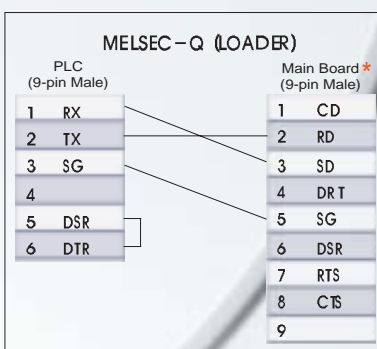 MELSEC-Q (LOADER)
PLC
(9-pin Male)
1 RX
2 TX
3 SG
4
5 DSR
6 DTR
Main Board *
(9-pin Male)
1 CD
2 RD
3 SD
4 DRT
5 SG
6 DSR
7 RTS
8 CTS
9